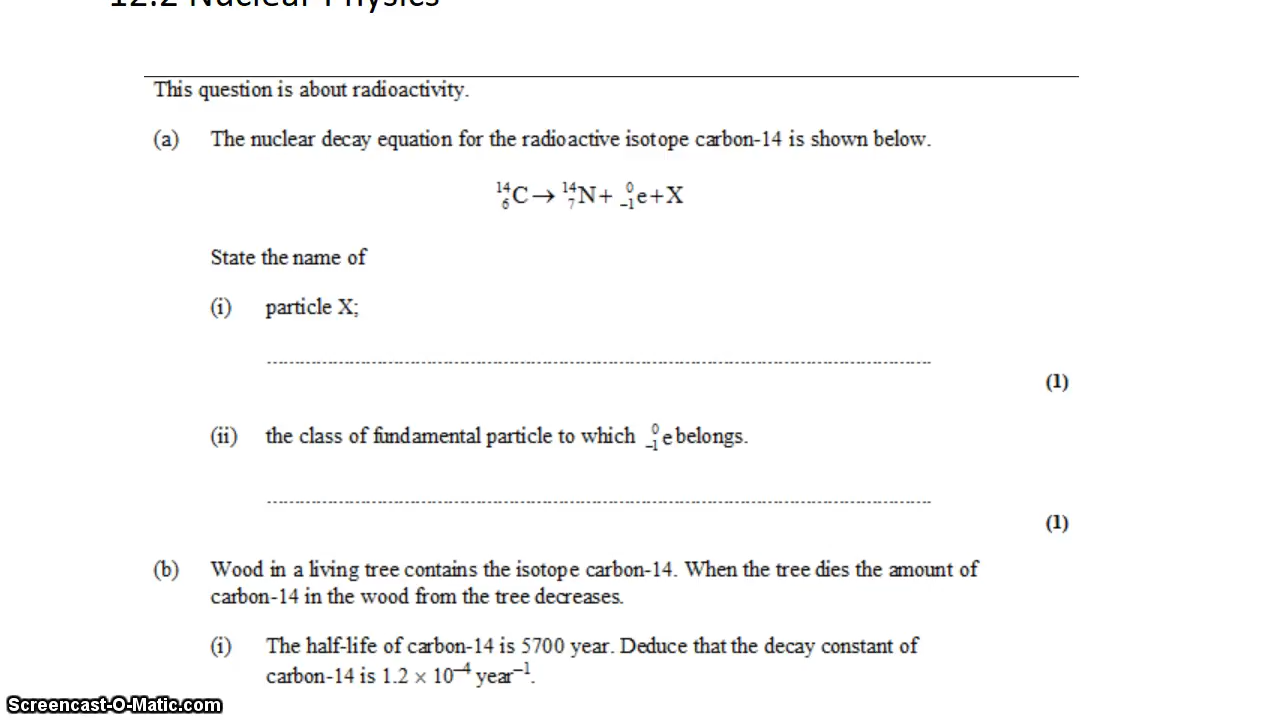 12.2 Nuclear Physics
This question is about radioactivity.
(a) The nuclear decay equation for the radioactive isotope carbon-14 is shown below.
¹⁴₆C → ¹⁴₇N + ⁰₋₁e + X
State the name of
(i) particle X;
(1)
(ii) the class of fundamental particle to which ⁰₋₁e belongs.
(1)
(b) Wood in a living tree contains the isotope carbon-14. When the tree dies the amount of
carbon-14 in the wood from the tree decreases.
(i) The half-life of carbon-14 is 5700 year. Deduce that the decay constant of
carbon-14 is 1.2 × 10⁻⁴ year⁻¹.
Screencast-O-Matic.com